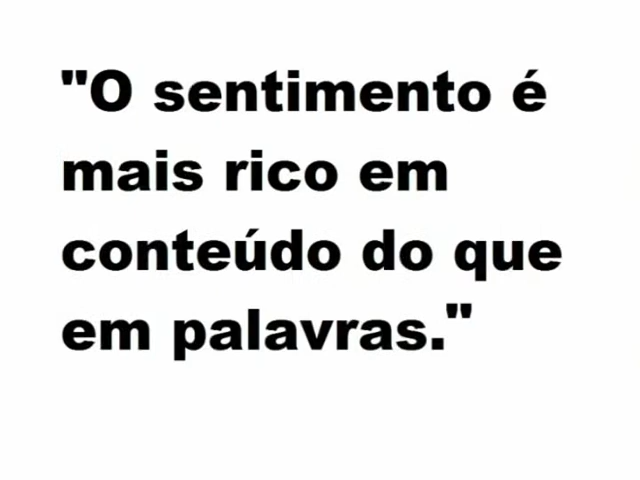 "O sentimento é
mais rico em
conteúdo do que
em palavras."